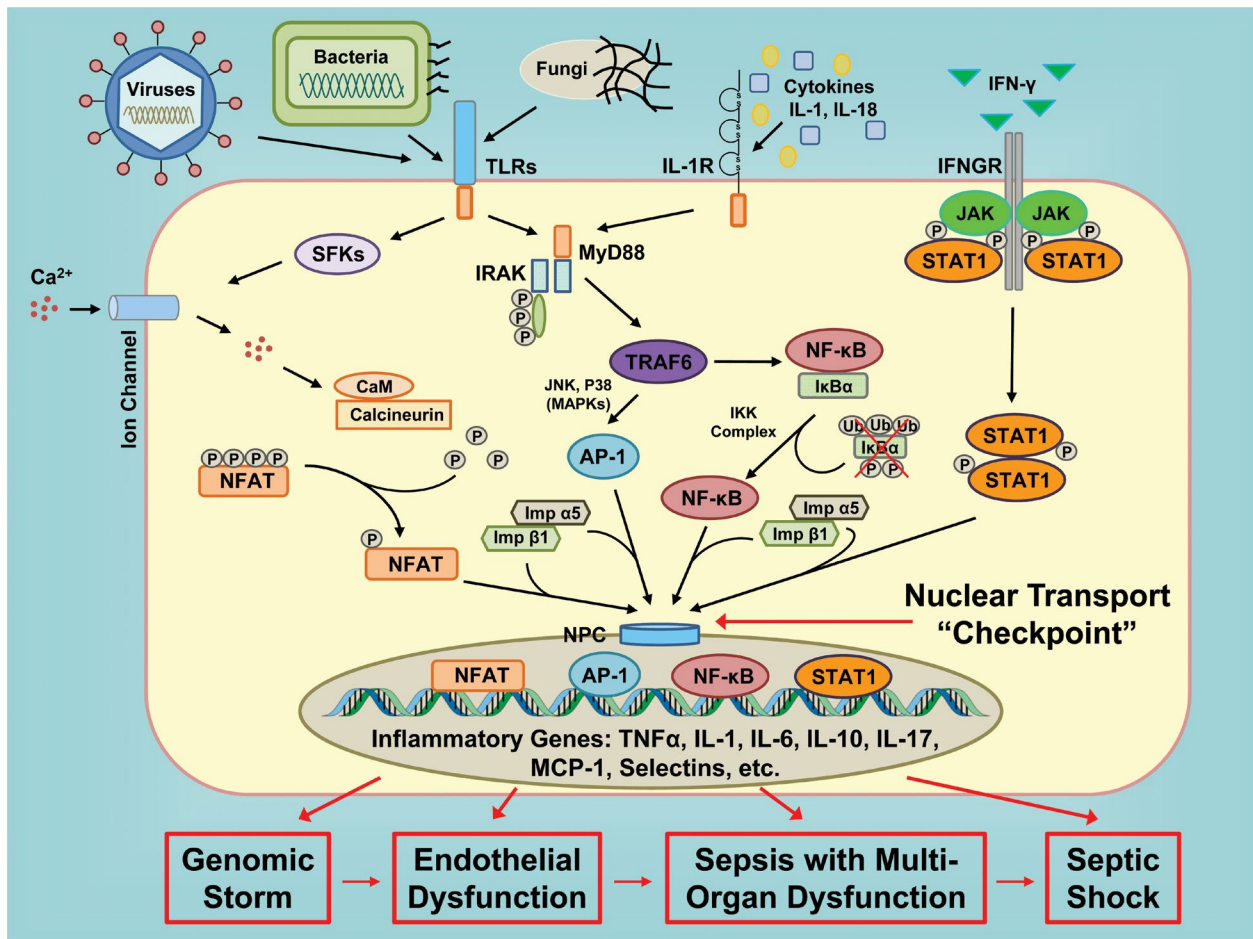 Viruses
Bacteria
Fungi
Cytokines
IL-1, IL-18
IFN-γ
TLRs
IL-1R
S
S
S
S
S
S
S
S
IFNGR
JAK
JAK
P
P
P
P
STAT1
STAT1
SFKs
MyD88
IRAK
P
P
P
Ca²⁺
Ion Channel
TRAF6
NF-κB
IκBα
JNK, P38
(MAPKs)
CaM
Calcineurin
IKK
Complex
Ub Ub Ub
IκBα
P P
P
P
P
P P P P
NFAT
AP-1
NF-κB
STAT1
P
P
STAT1
Imp α5
Imp β1
Imp α5
Imp β1
P
NFAT
Nuclear Transport
“Checkpoint”
NPC
NFAT
AP-1
NF-κB
STAT1
Inflammatory Genes: TNFα, IL-1, IL-6, IL-10, IL-17,
MCP-1, Selectins, etc.
Genomic
Storm
Endothelial
Dysfunction
Sepsis with Multi-
Organ Dysfunction
Septic
Shock